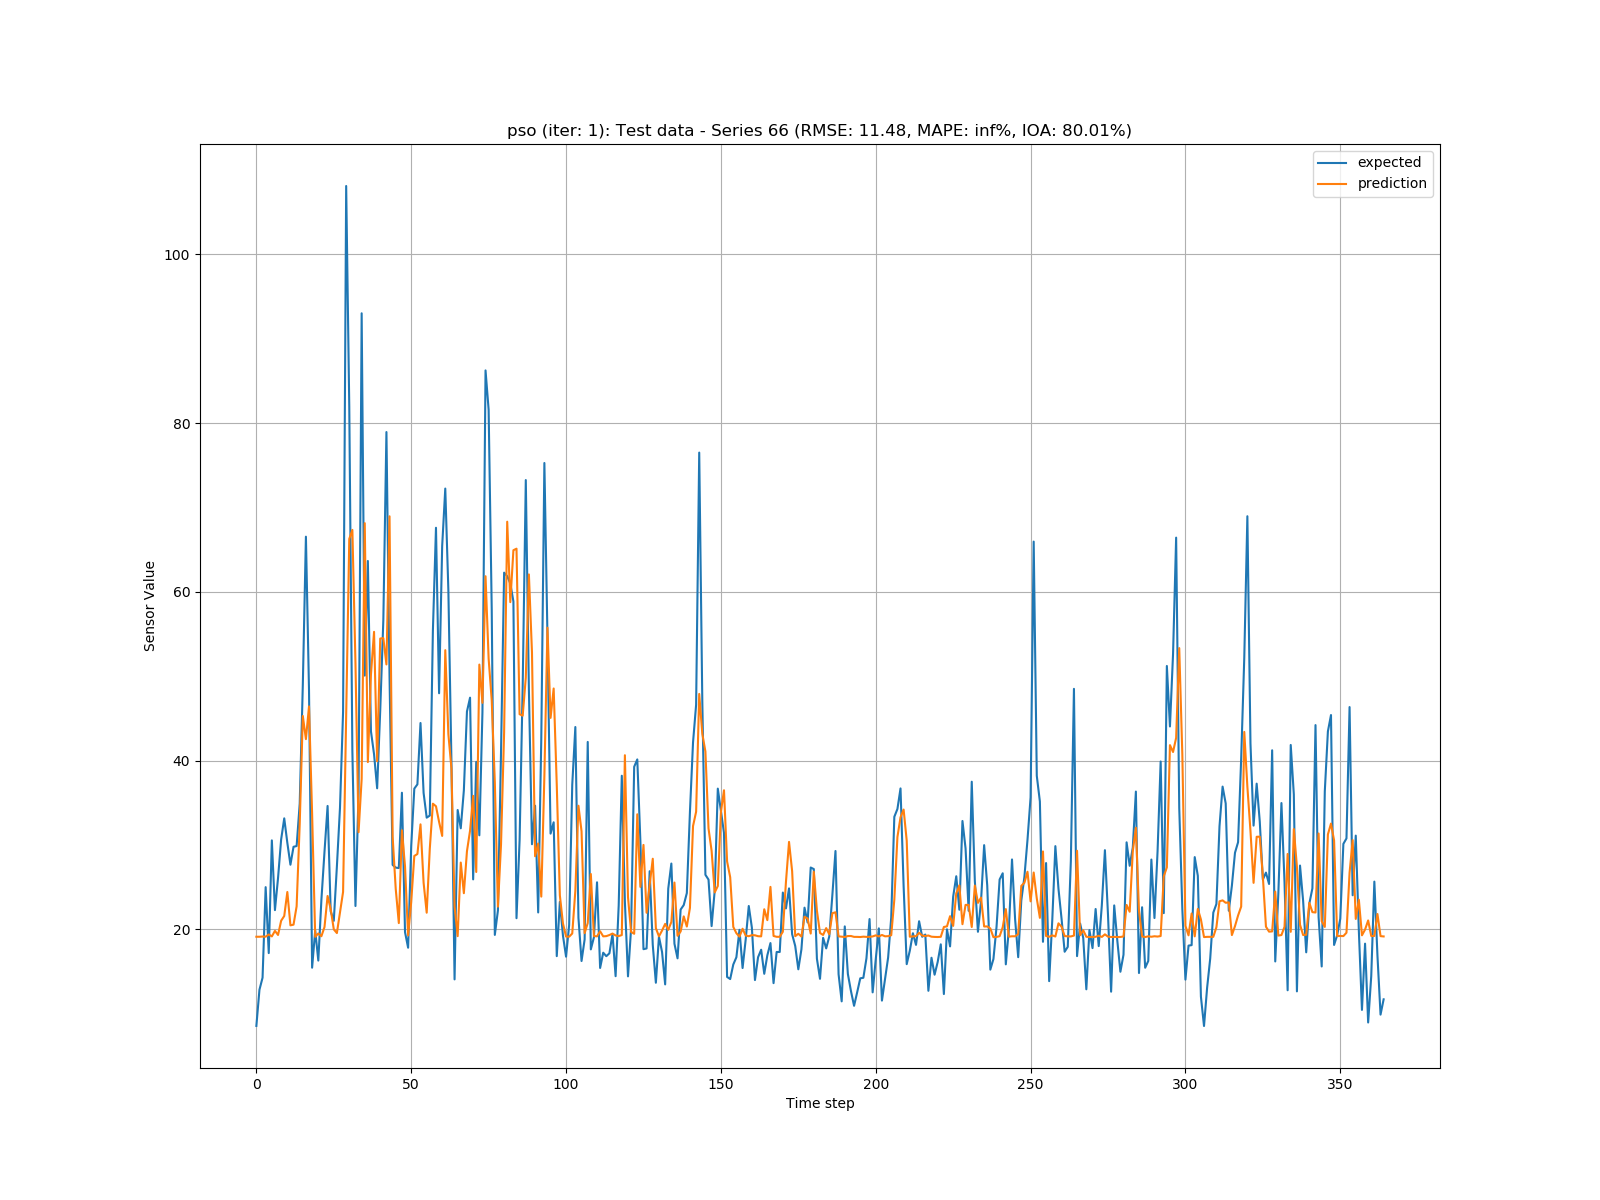 pso (iter: 1): Test data - Series 66 (RMSE: 11.48, MAPE: inf%, IOA: 80.01%)
expected
prediction
100
80
60
40
20
Sensor Value
0 50 100 150 200 250 300 350
Time step